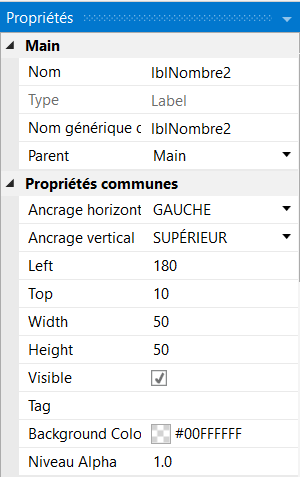 Propriétés
Main
Nom lblNombre2
Type Label
Nom générique d lblNombre2
Parent Main
Propriétés communes
Ancrage horizont GAUCHE
Ancrage vertical SUPÉRIEUR
Left 180
Top 10
Width 50
Height 50
Visible
Tag
Background Colo #00FFFFFF
Niveau Alpha 1.0